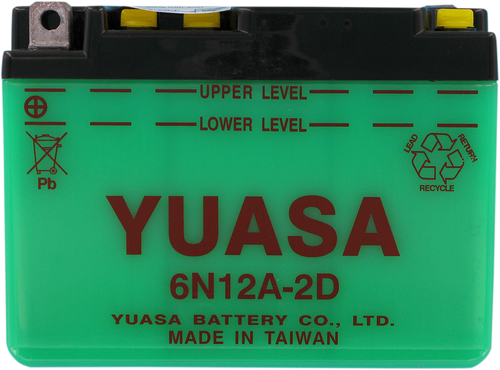 UPPER LEVEL
LOWER LEVEL
Pb
LEAD
RETURN
RECYCLE
YUASA
6N12A-2D
YUASA BATTERY CO., LTD.
MADE IN TAIWAN